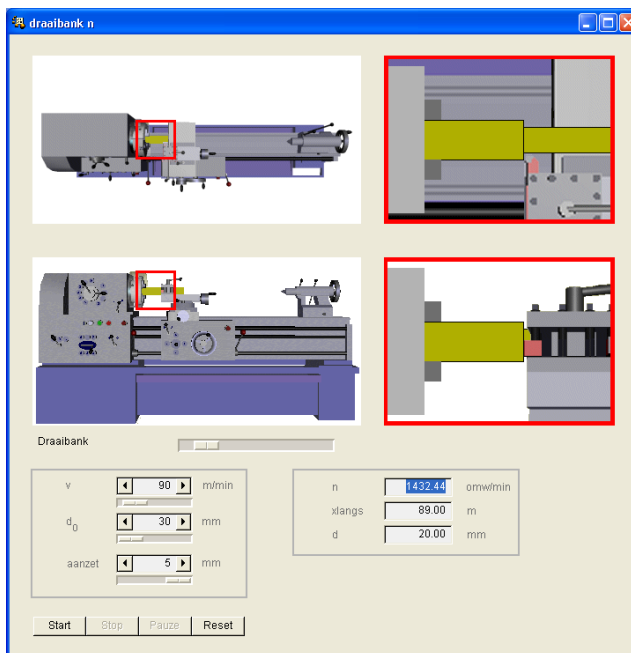 draaibank n
Draaibank
v 90 m/min
d0 30 mm
aanzet 5 mm
n 1432.44 omw/min
xlangs 89.00 m
d 20.00 mm
Start Stop Pauze Reset